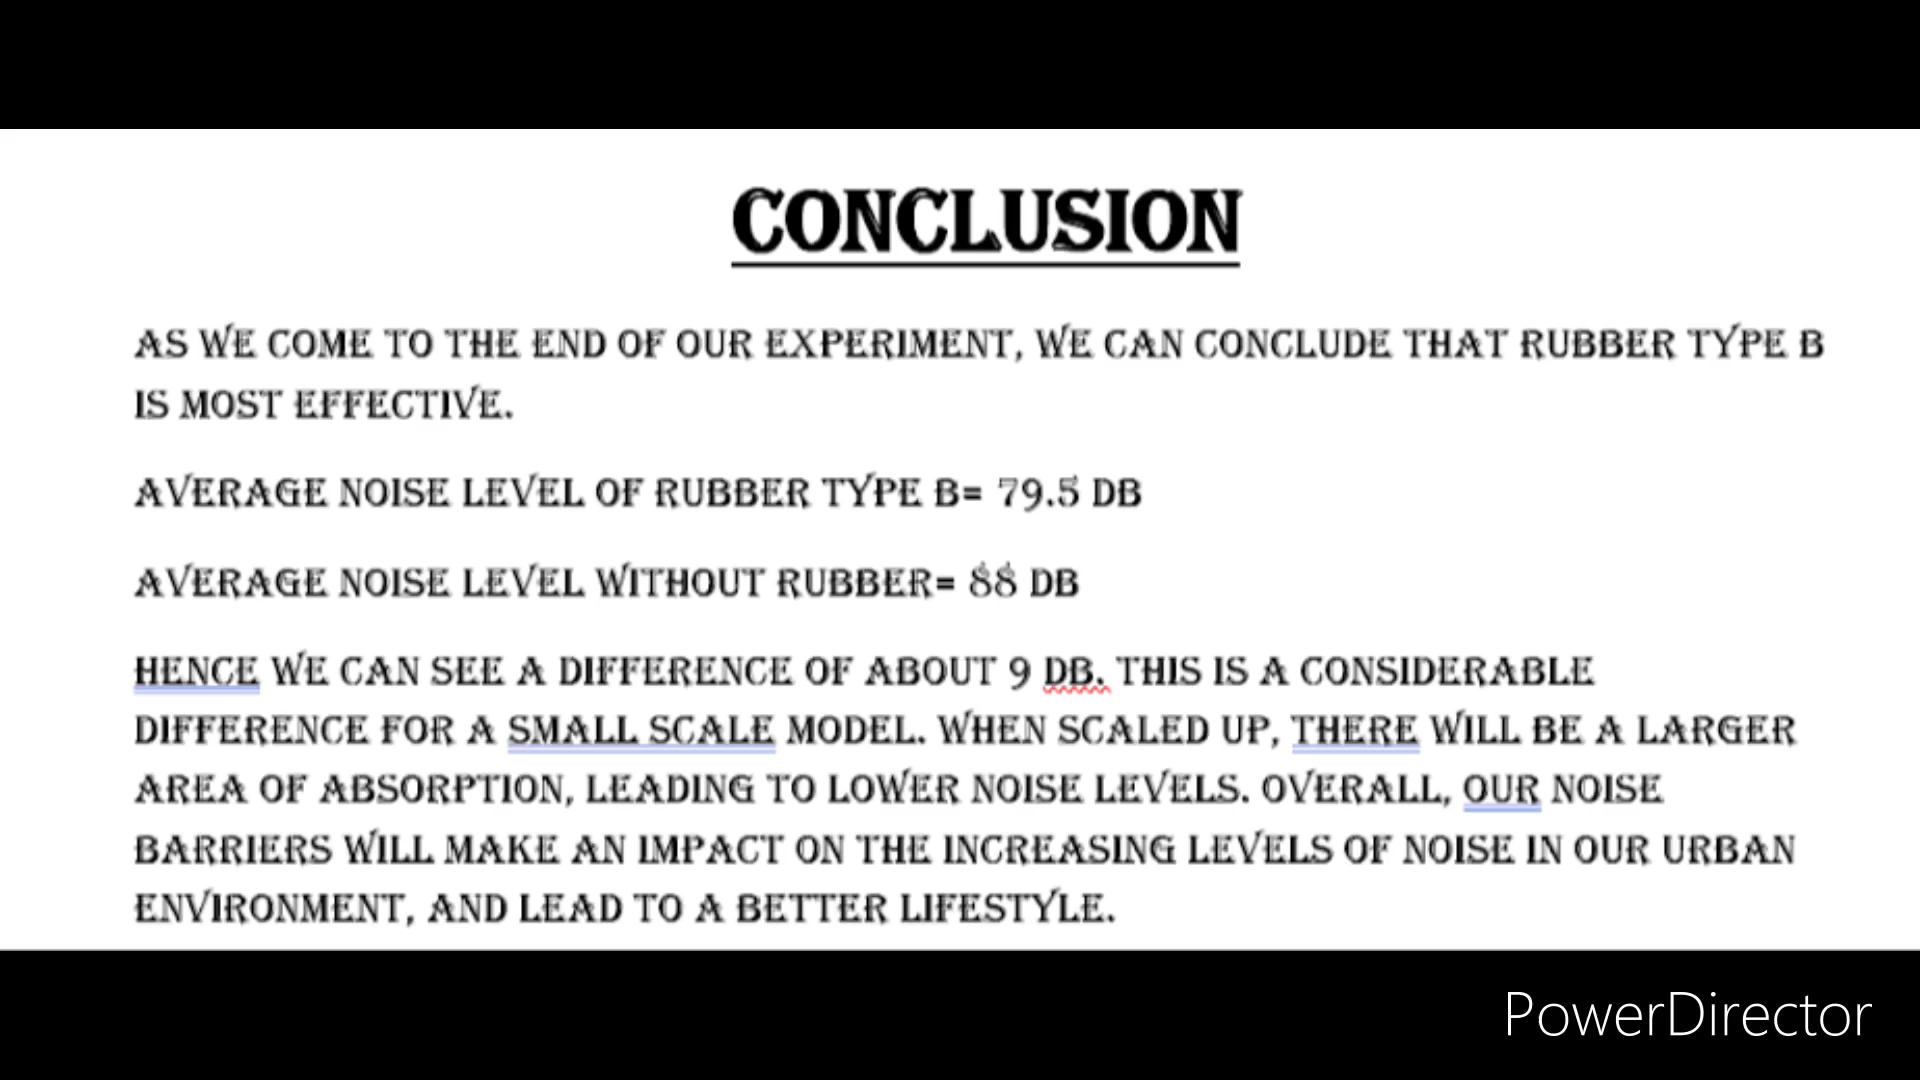 CONCLUSION
AS WE COME TO THE END OF OUR EXPERIMENT, WE CAN CONCLUDE THAT RUBBER TYPE B
IS MOST EFFECTIVE.
AVERAGE NOISE LEVEL OF RUBBER TYPE B= 79.5 DB
AVERAGE NOISE LEVEL WITHOUT RUBBER= 88 DB
HENCE WE CAN SEE A DIFFERENCE OF ABOUT 9 DB. THIS IS A CONSIDERABLE
DIFFERENCE FOR A SMALL SCALE MODEL. WHEN SCALED UP, THERE WILL BE A LARGER
AREA OF ABSORPTION, LEADING TO LOWER NOISE LEVELS. OVERALL, OUR NOISE
BARRIERS WILL MAKE AN IMPACT ON THE INCREASING LEVELS OF NOISE IN OUR URBAN
ENVIRONMENT, AND LEAD TO A BETTER LIFESTYLE.
PowerDirector